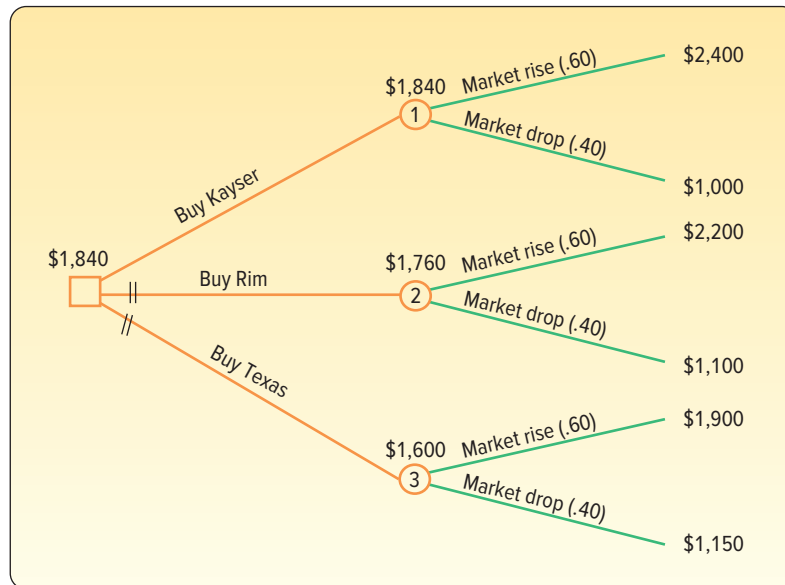 $2,400
Market rise (.60)
$1,840
1
Market drop (.40)
$1,000
Buy Kayser
$2,200
Market rise (.60)
$1,840
$1,760
Buy Rim
2
Market drop (.40)
$1,100
Buy Texas
$1,900
Market rise (.60)
$1,600
3
Market drop (.40)
$1,150